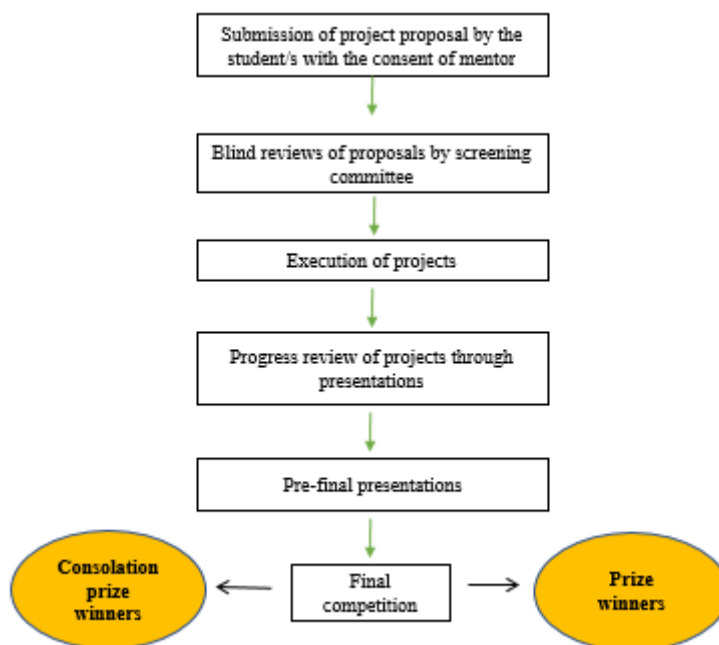 Submission of project proposal by the
student/s with the consent of mentor
Blind reviews of proposals by screening
committee
Execution of projects
Progress review of projects through
presentations
Pre-final presentations
Consolation
prize
winners
Final
competition
Prize
winners